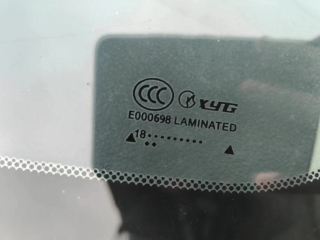 CCC XYG
E000698 LAMINATED
▲18•••••••••
•• ▲